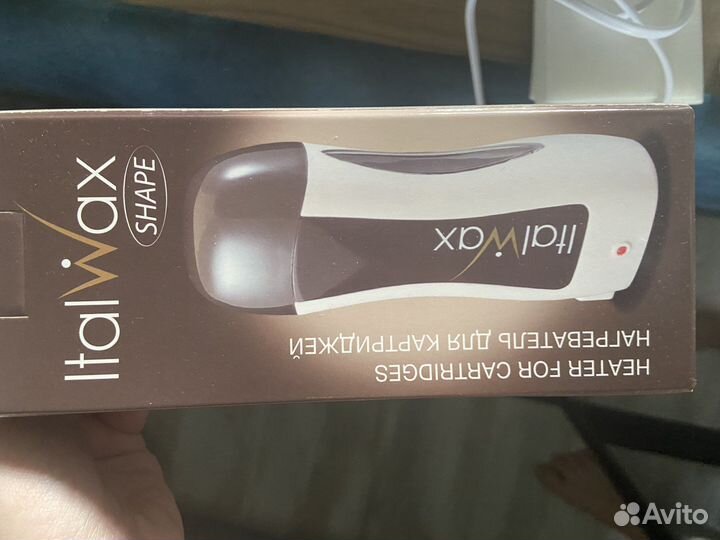 ItalWax
SHAPE
ItalWax
HEATER FOR CARTRIDGES
НАГРЕВАТЕЛЬ ДЛЯ КАРТРИДЖЕЙ
Avito